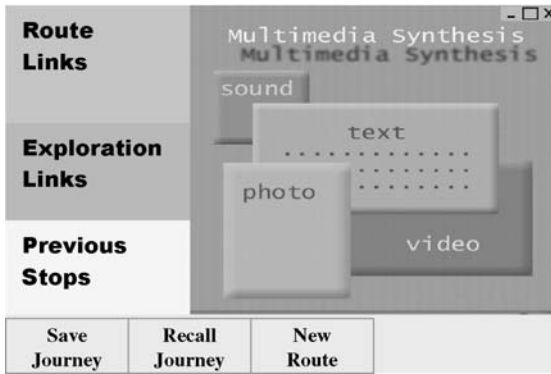 Route
Links
Multimedia Synthesis
Multimedia Synthesis
sound
text
Exploration
Links
photo
video
Previous
Stops
Save
Journey
Recall
Journey
New
Route